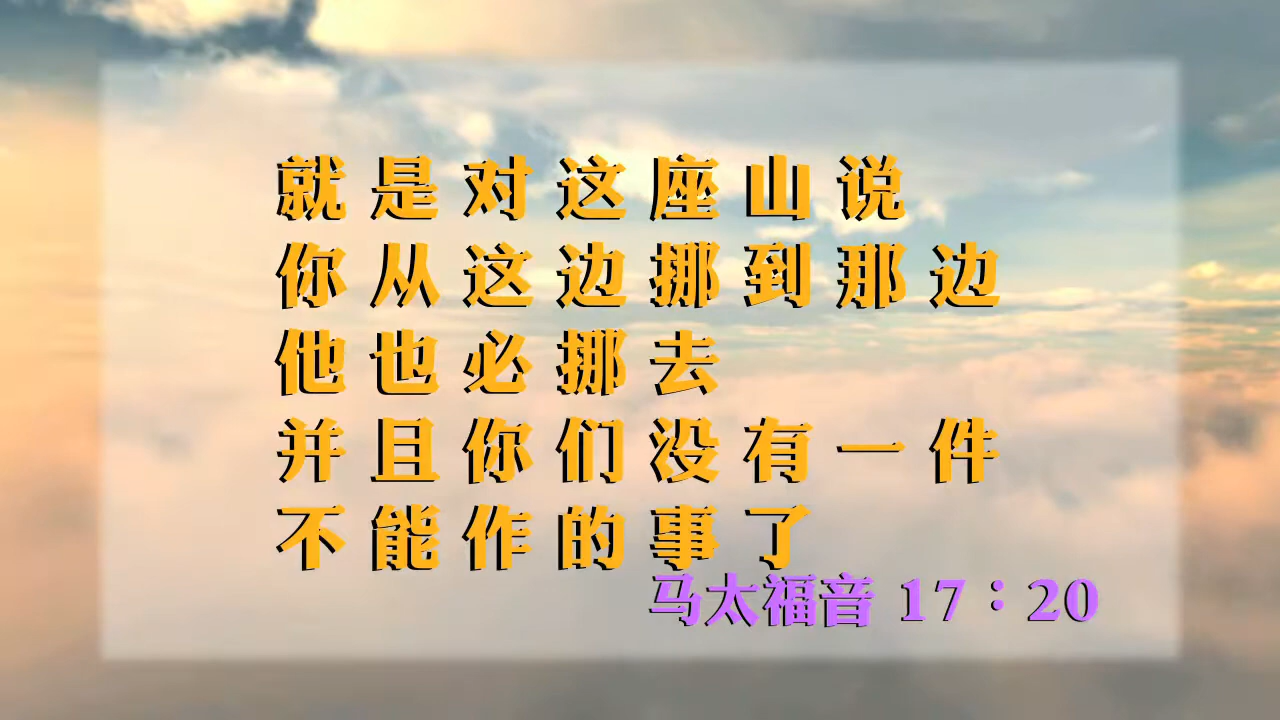 就是对这座山说
你从这边挪到那边
他也必挪去
并且你们没有一件
不能作的事了
马太福音 17：20